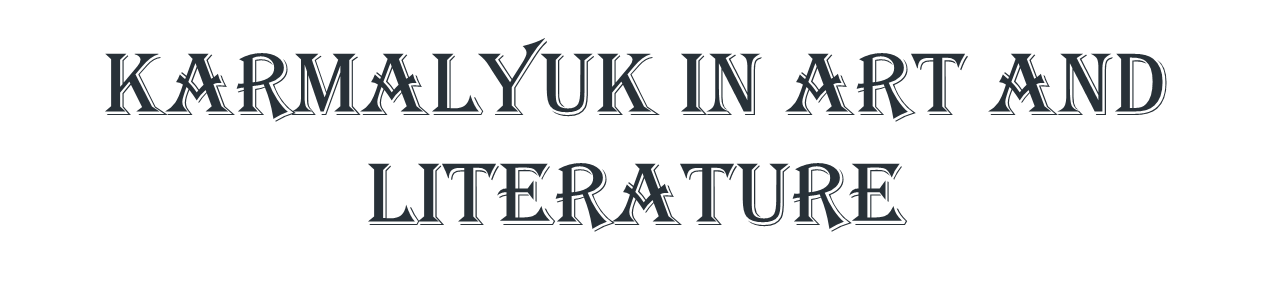 KARMALYUK IN ART AND
LITERATURE